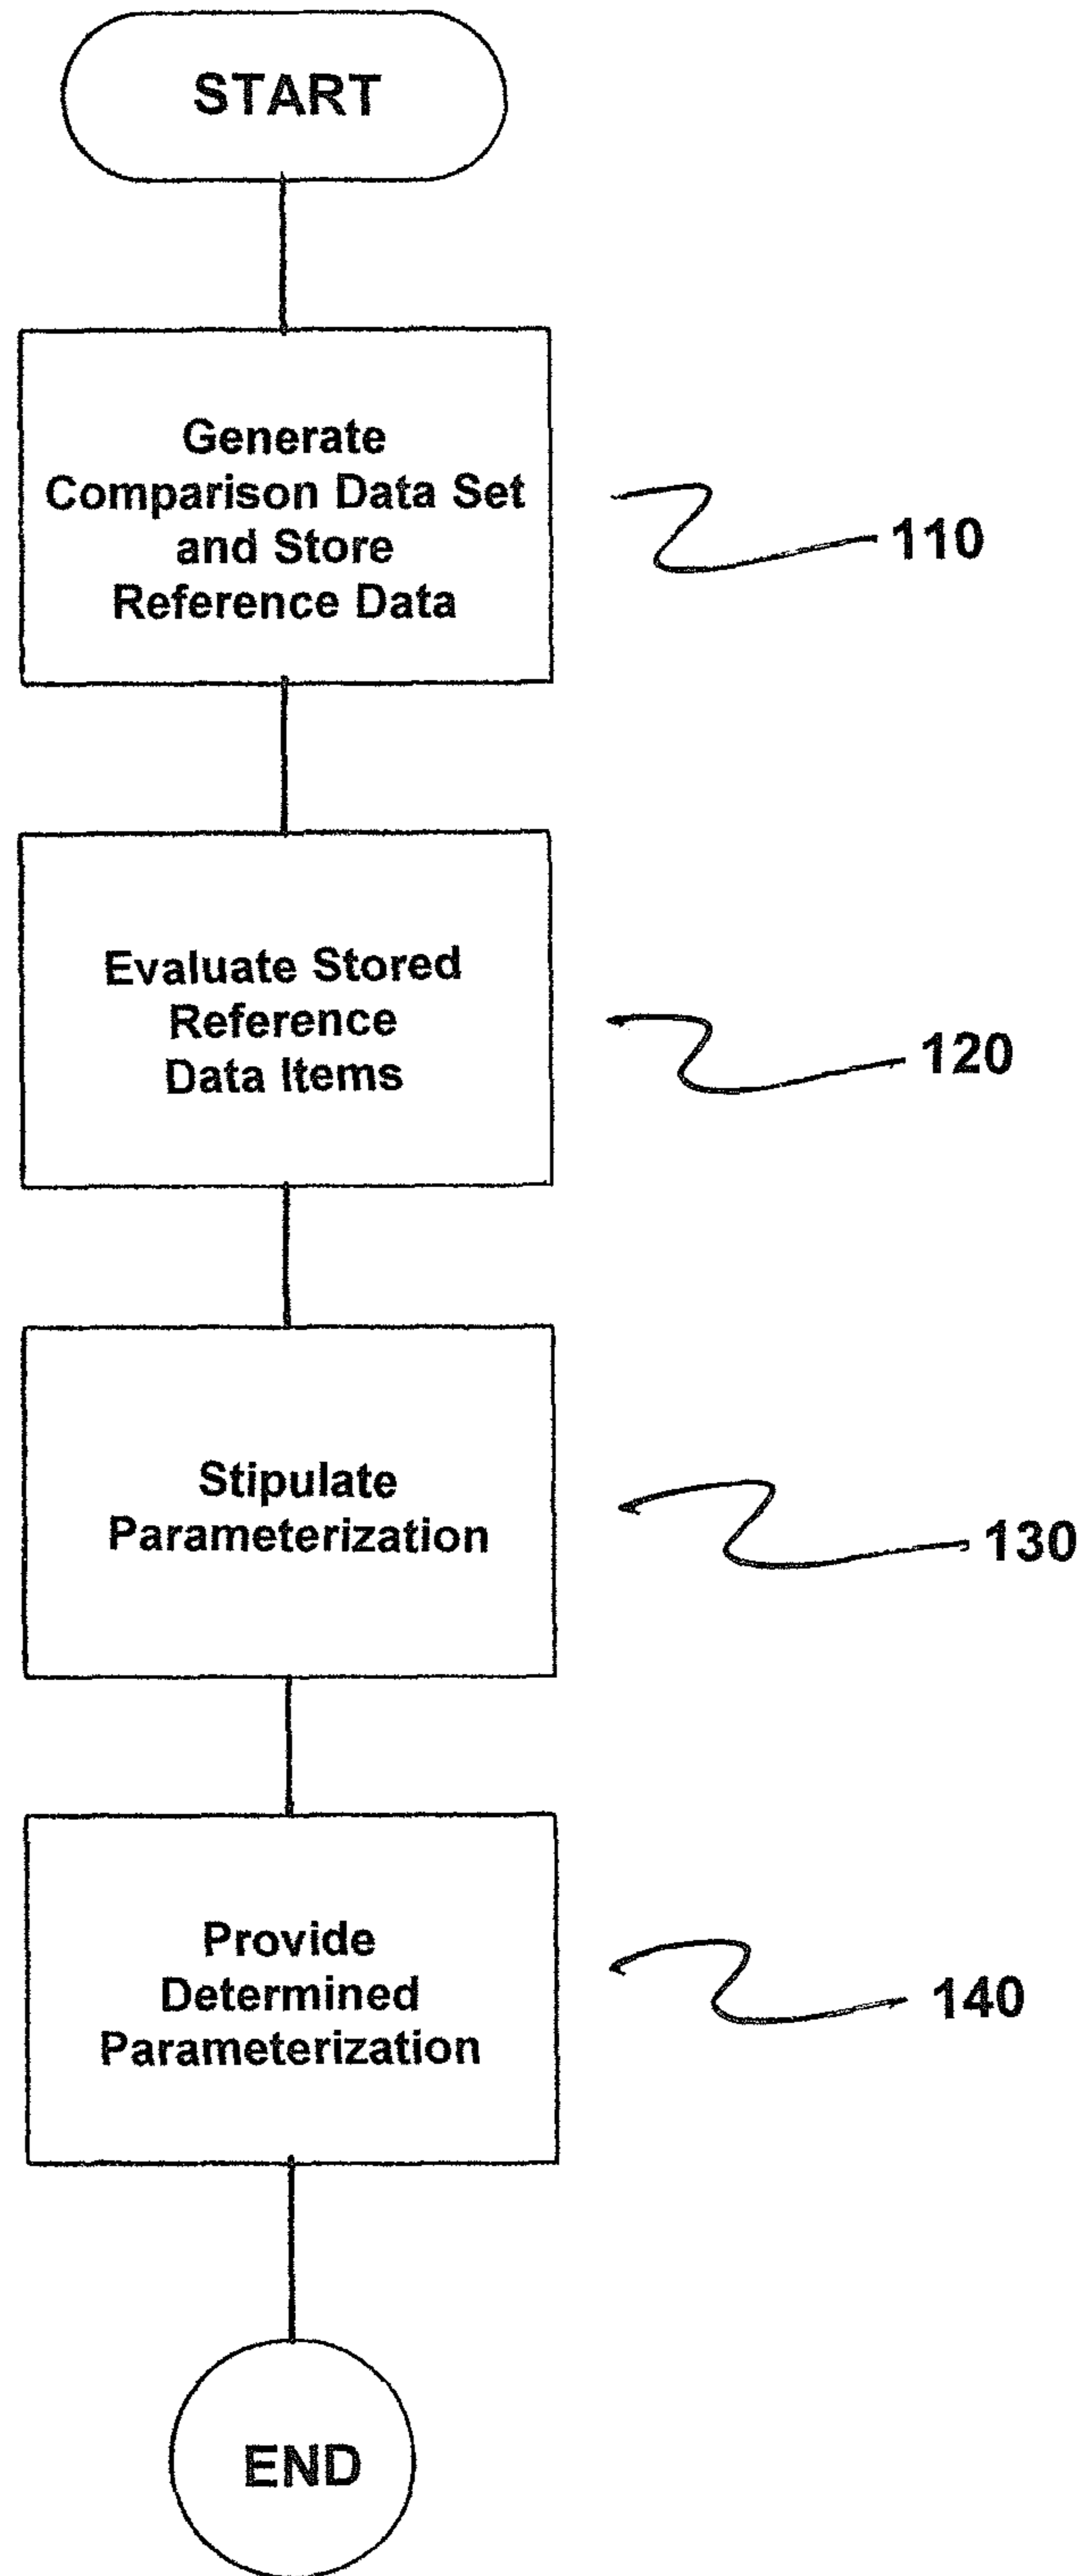 START
Generate
Comparison Data Set
and Store
Reference Data
110
Evaluate Stored
Reference
Data Items
120
Stipulate
Parameterization
130
Provide
Determined
Parameterization
140
END